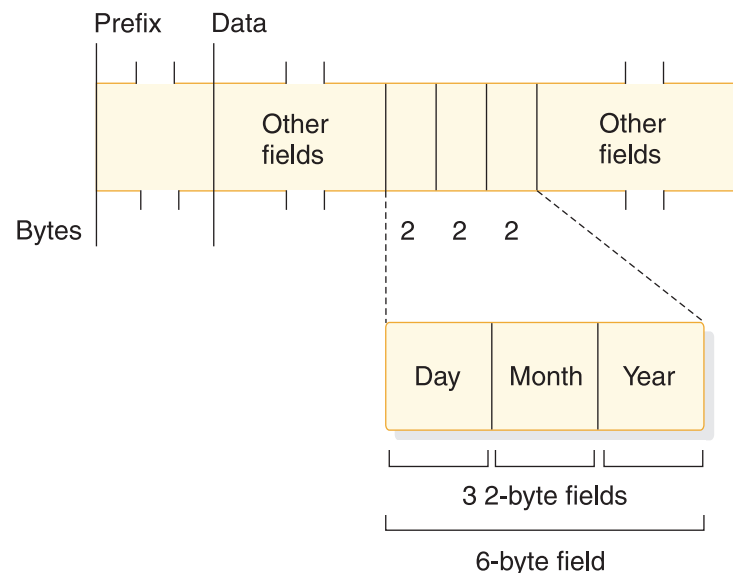 Prefix Data
Other
fields
Other
fields
Bytes
2 2 2
Day Month Year
3 2-byte fields
6-byte field